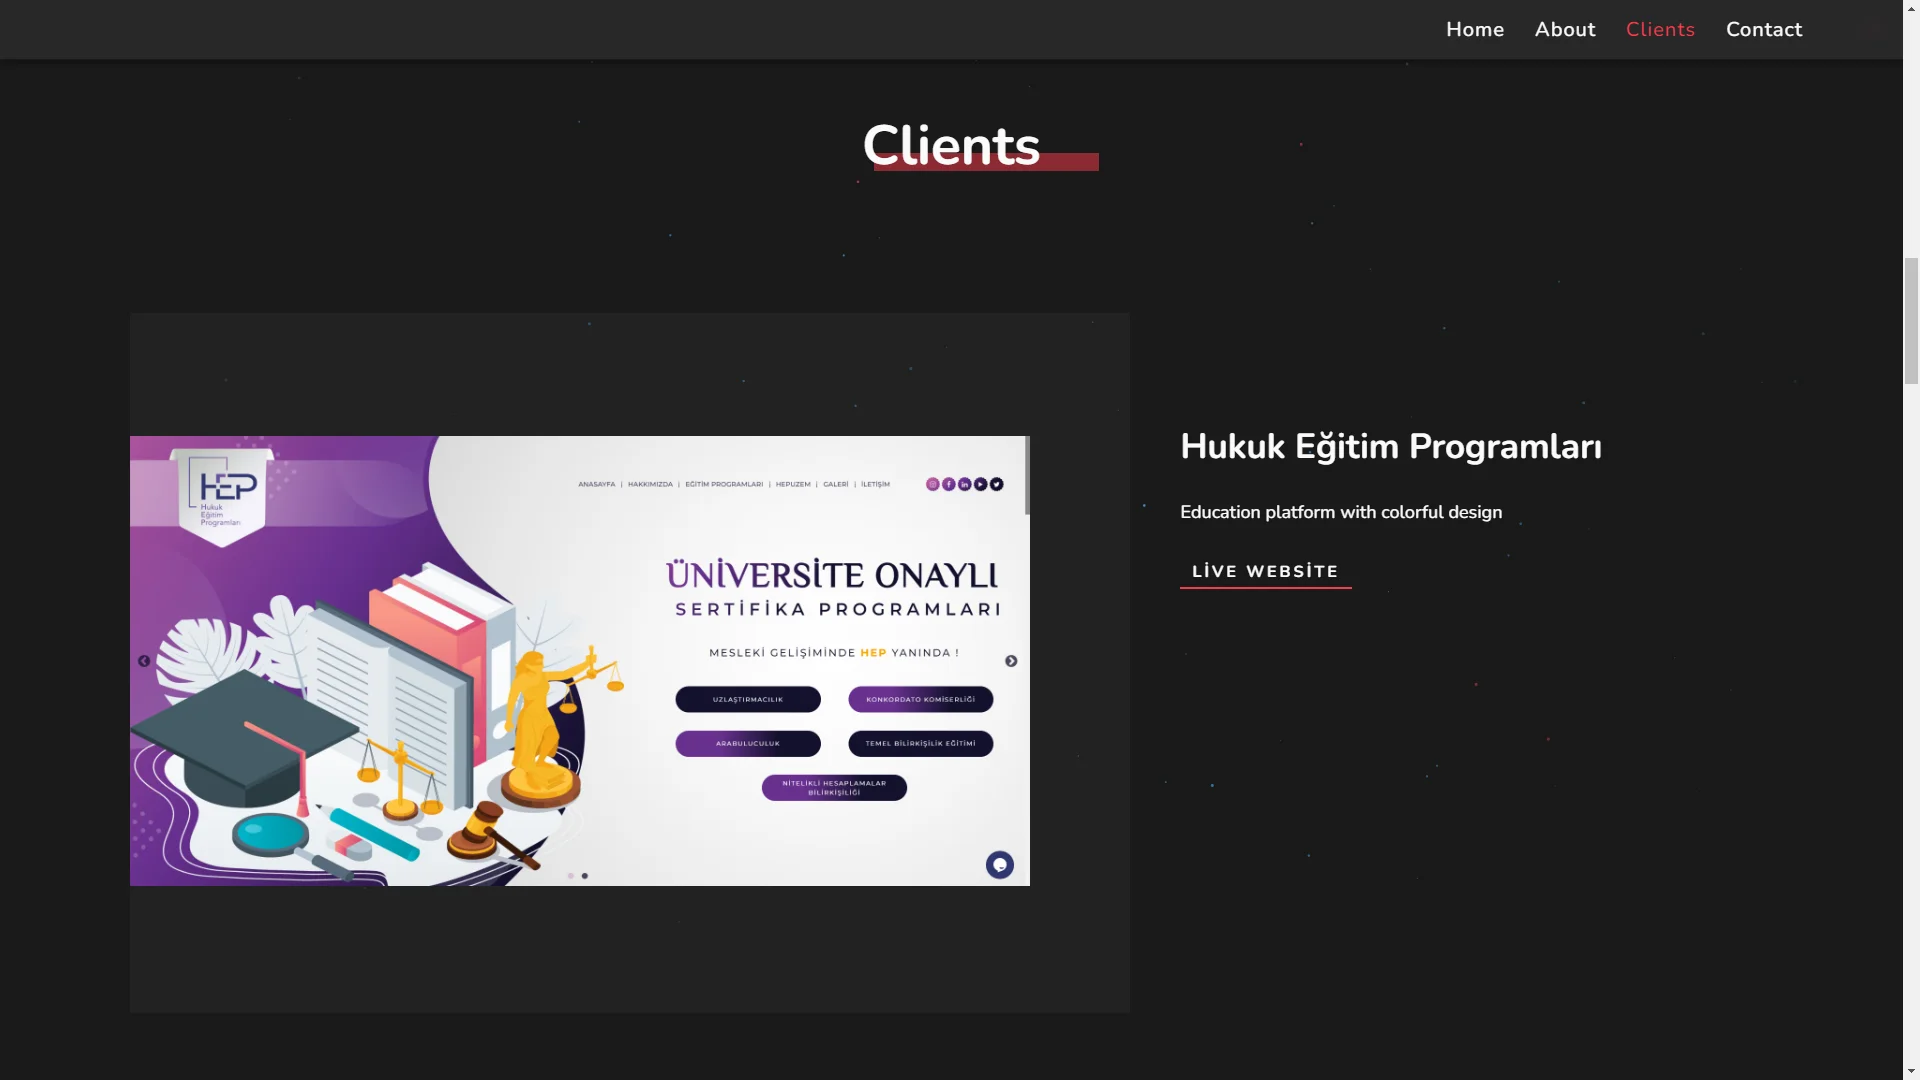 Home About Clients Contact
Clients
HEP
Hukuk
Eğitim
Programları
ANASAYFA | HAKKIMIZDA | EĞİTİM PROGRAMLARI | HEPUZEM | GALERİ | İLETİŞİM
ÜNİVERSİTE ONAYLI
SERTİFİKA PROGRAMLARI
MESLEKİ GELİŞİMİNDE HEP YANINDA !
UZLAŞTIRMACILIK
KONKORDATO KOMİSERLİĞİ
ARABULUCULUK
TEMEL BİLİRKİŞİLİK EĞİTİMİ
NİTELİKLİ HESAPLAMALAR
BİLİRKİŞİLİĞİ
Hukuk Eğitim Programları
Education platform with colorful design
LİVE WEBSİTE